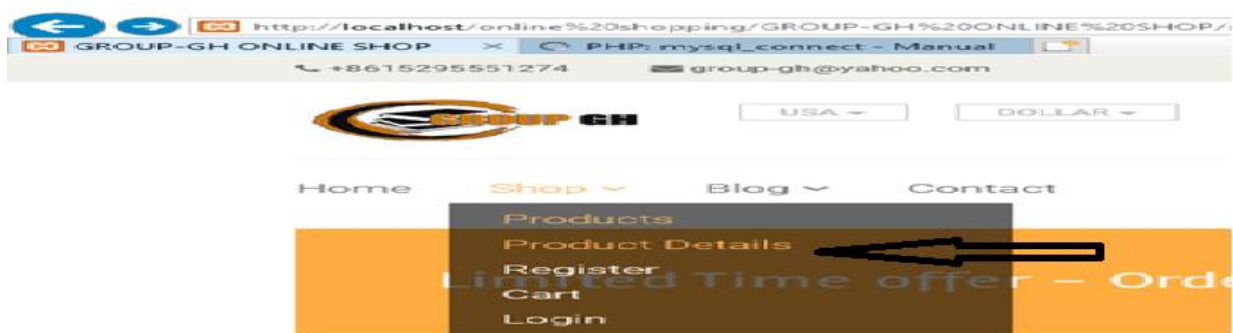 http://localhost/online%20shopping/GROUP-GH%20ONLINE%20SHOP/
GROUP-GH ONLINE SHOP × PHP: mysql_connect - Manual
+8615295551274 group-gh@yahoo.com
GROUP GH USA DOLLAR
Home Shop Blog Contact
Products
Product Details
Register
Limited Time offer – Orde
Cart
Login